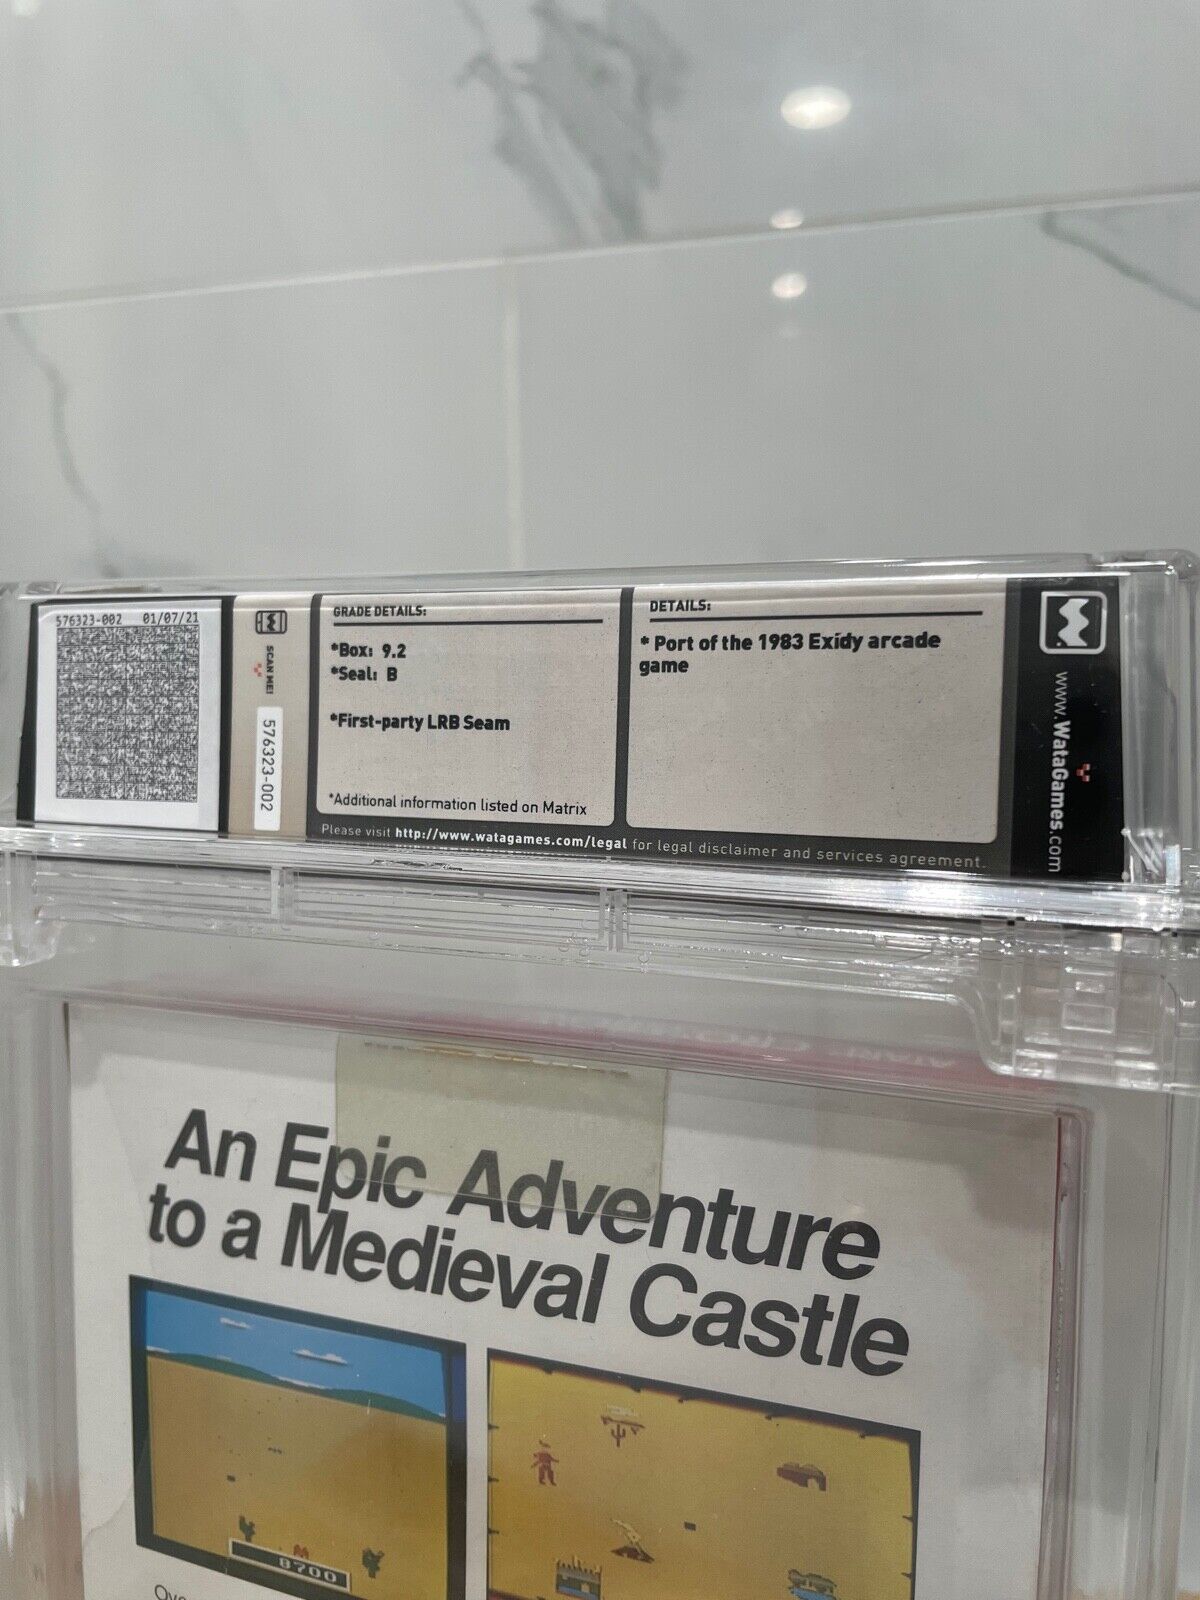 576323-002 01/07/21
SCAN ME!
576323-002
GRADE DETAILS:
*Box: 9.2
*Seal: B
*First-party LRB Seam
*Additional information listed on Matrix
DETAILS:
* Port of the 1983 Exidy arcade
game
Please visit http://www.watagames.com/legal for legal disclaimer and services agreement.
www.WataGames.com
An Epic Adventure
to a Medieval Castle
8700